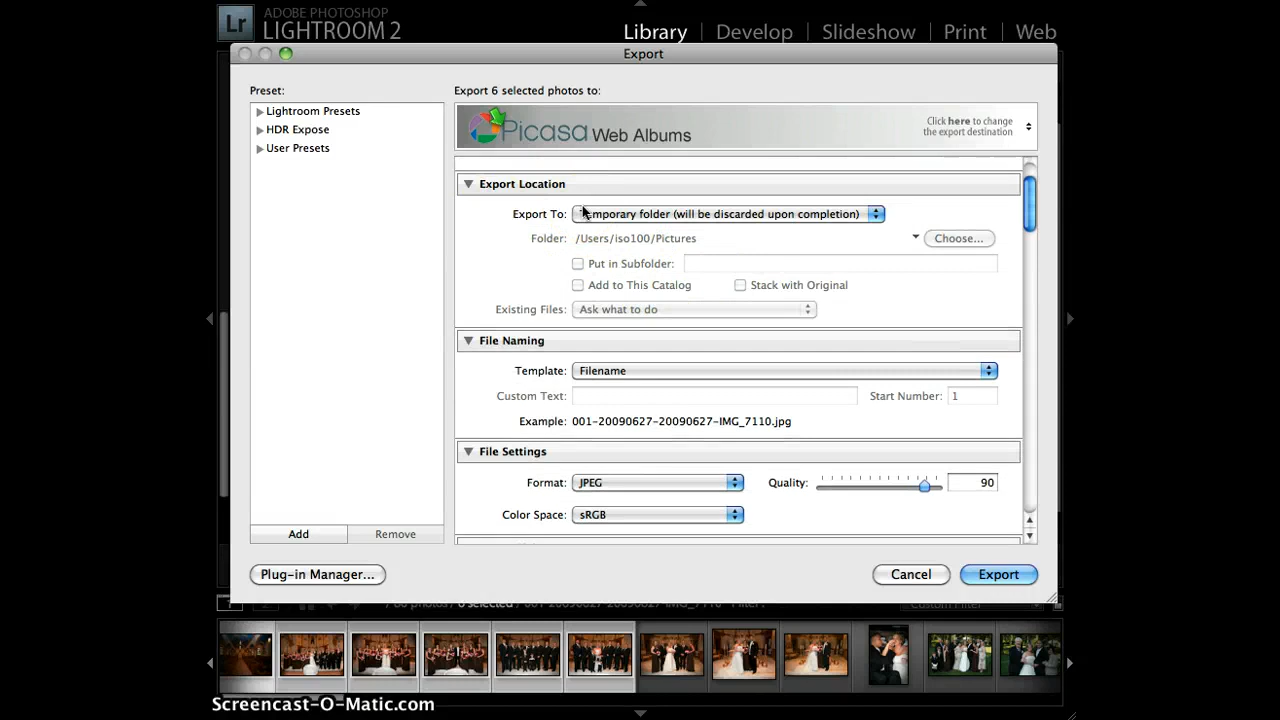 Lr
ADOBE PHOTOSHOP
LIGHTROOM 2
Library | Develop | Slideshow | Print | Web
Export
Preset:
Lightroom Presets
HDR Expose
User Presets
Add Remove
Export 6 selected photos to:
Picasa Web Albums
Click here to change
the export destination
Export Location
Export To: Temporary folder (will be discarded upon completion)
Folder: /Users/iso100/Pictures Choose...
Put in Subfolder:
Add to This Catalog Stack with Original
Existing Files: Ask what to do
File Naming
Template: Filename
Custom Text: Start Number: 1
Example: 001-20090627-20090627-IMG_7110.jpg
File Settings
Format: JPEG Quality: 90
Color Space: sRGB
Plug-in Manager... Cancel Export
Screencast-O-Matic.com